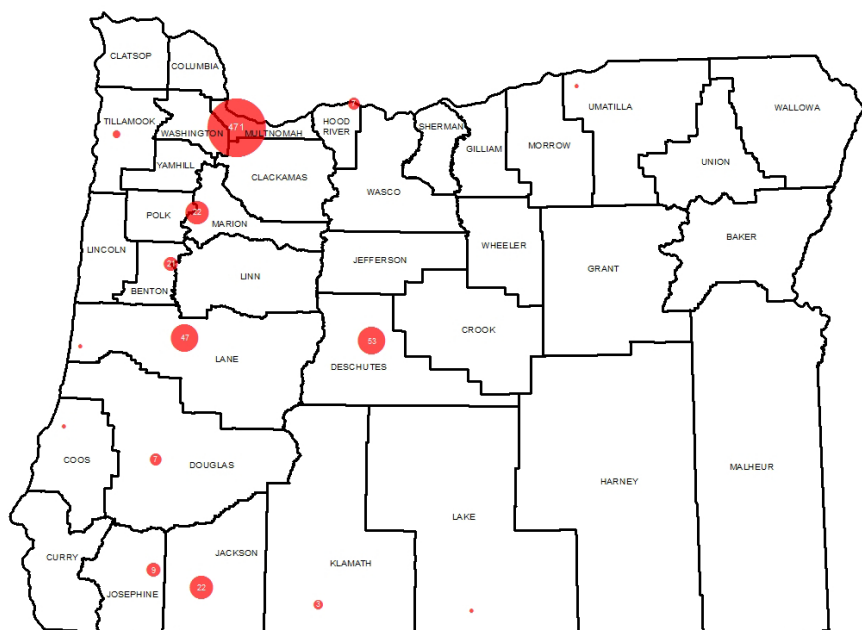 CLATSOP
COLUMBIA
TILLAMOOK
WASHINGTON
471
MULTNOMAH
7
HOOD
RIVER
SHERMAN
GILLIAM
MORROW
UMATILLA
WALLOWA
UNION
YAMHILL
CLACKAMAS
WASCO
POLK
22
MARION
LINCOLN
BENTON
LINN
JEFFERSON
WHEELER
GRANT
BAKER
47
LANE
53
DESCHUTES
CROOK
COOS
7
DOUGLAS
LAKE
HARNEY
MALHEUR
CURRY
9
JOSEPHINE
JACKSON
22
KLAMATH
3